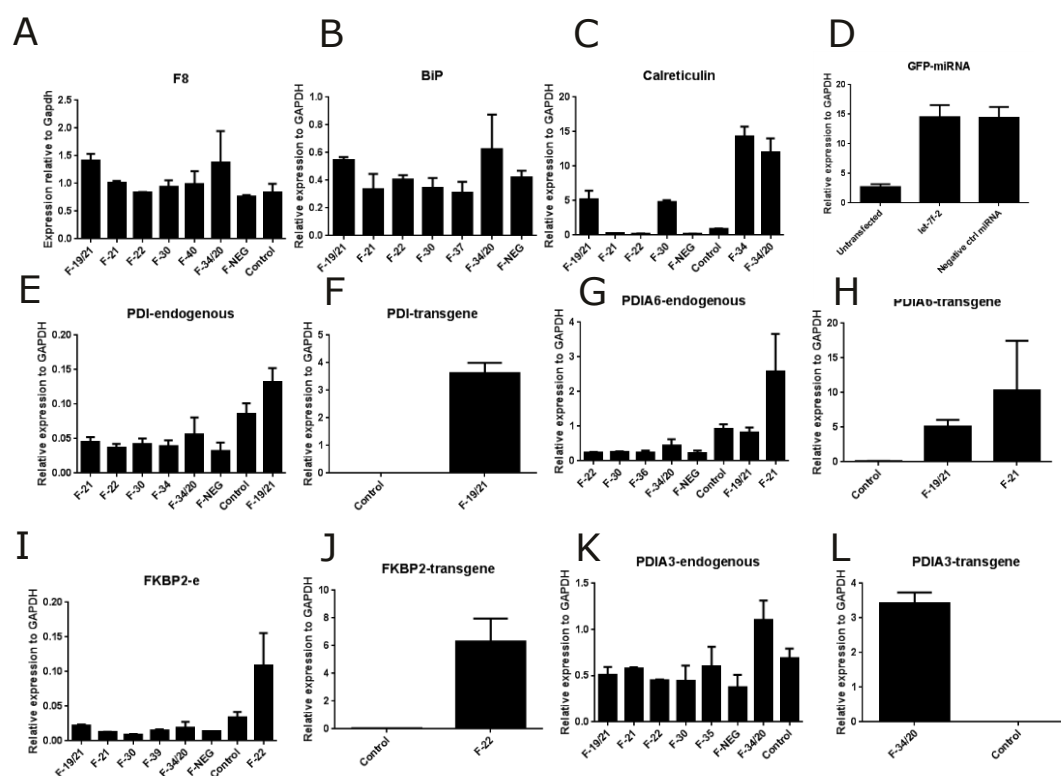 A
F8
Expression relative to Gapdh
2.5
2.0
1.5
1.0
0.5
0.0
F-19/21
F-21
F-22
F-30
F-40
F-34/20
F-NEG
Control
B
BiP
Relative expression to GAPDH
1.0
0.8
0.6
0.4
0.2
0.0
F-19/21
F-21
F-22
F-30
F-37
F-34/20
F-NEG
C
Calreticulin
Relative expression to GAPDH
20
15
10
5
0
F-19/21
F-21
F-22
F-30
F-NEG
Control
F-34
F-34/20
D
GFP-miRNA
Relative expression to GAPDH
20
15
10
5
0
Untransfected
let-7f-2
Negative ctrl miRNA
E
PDI-endogenous
Relative expression to GAPDH
0.20
0.15
0.10
0.05
0.00
F-21
F-22
F-30
F-34
F-34/20
F-NEG
Control
F-19/21
F
PDI-transgene
Relative expression to GAPDH
5
4
3
2
1
0
Control
F-19/21
G
PDIA6-endogenous
Relative expression to GAPDH
4
3
2
1
0
F-22
F-30
F-36
F-34/20
F-NEG
Control
F-19/21
F-21
H
PDIA6-transgene
Relative expression to GAPDH
20
15
10
5
0
Control
F-19/21
F-21
I
FKBP2-e
Relative expression to GAPDH
0.20
0.15
0.10
0.05
0.00
F-19/21
F-21
F-30
F-39
F-34/20
F-NEG
Control
F-22
J
FKBP2-transgene
Relative expression to GAPDH
10
8
6
4
2
0
Control
F-22
K
PDIA3-endogenous
Relative expression to GAPDH
1.5
1.0
0.5
0.0
F-19/21
F-21
F-22
F-30
F-35
F-NEG
F-34/20
Control
L
PDIA3-transgene
Relative expression to GAPDH
4
3
2
1
0
F-34/20
Control